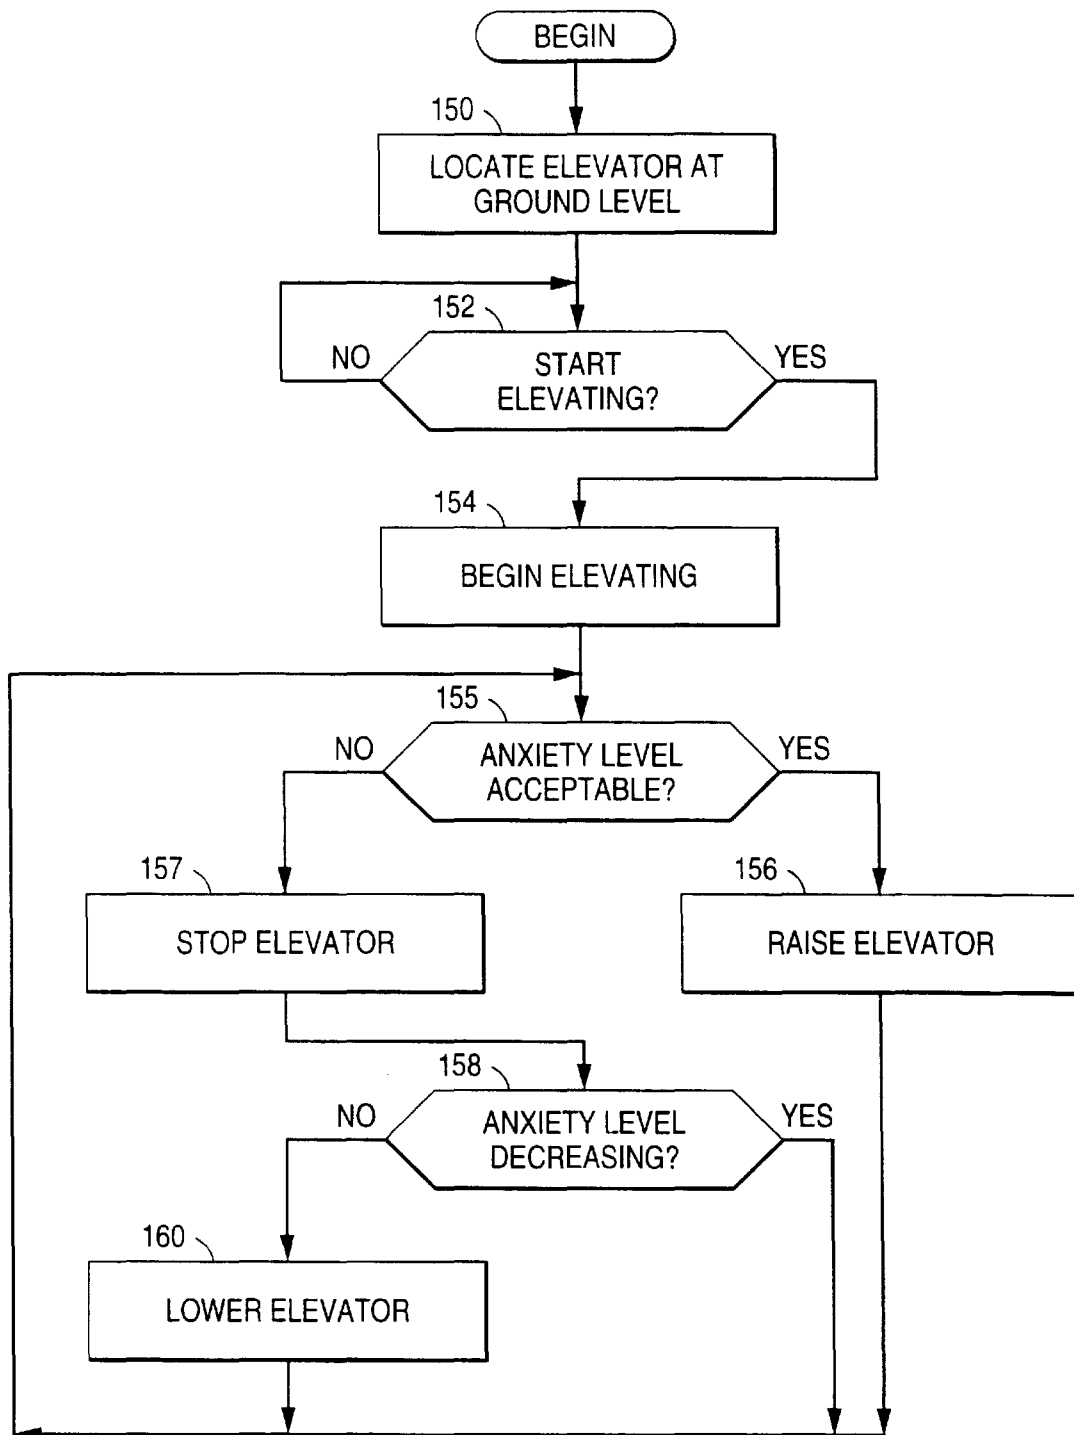 BEGIN
150
LOCATE ELEVATOR AT
GROUND LEVEL
152
NO
START
ELEVATING?
YES
154
BEGIN ELEVATING
155
NO
ANXIETY LEVEL
ACCEPTABLE?
YES
157
STOP ELEVATOR
156
RAISE ELEVATOR
158
NO
ANXIETY LEVEL
DECREASING?
YES
160
LOWER ELEVATOR